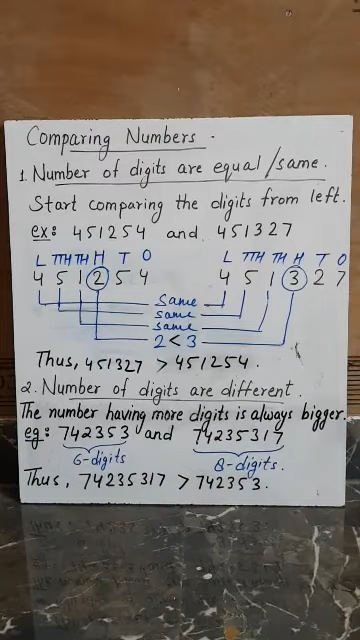 Comparing Numbers.
1. Number of digits are equal/same.
Start comparing the digits from left.
ex: 451254 and 451327
L TTH TH H T O L TTH TH H T O
4 5 1 2 5 4 4 5 1 3 2 7
same
same
same
2 < 3
Thus, 451327 > 451254.
2. Number of digits are different.
The number having more digits is always bigger.
eg: 742353 and 74235317
6-digits 8-digits.
Thus, 74235317 > 742353.